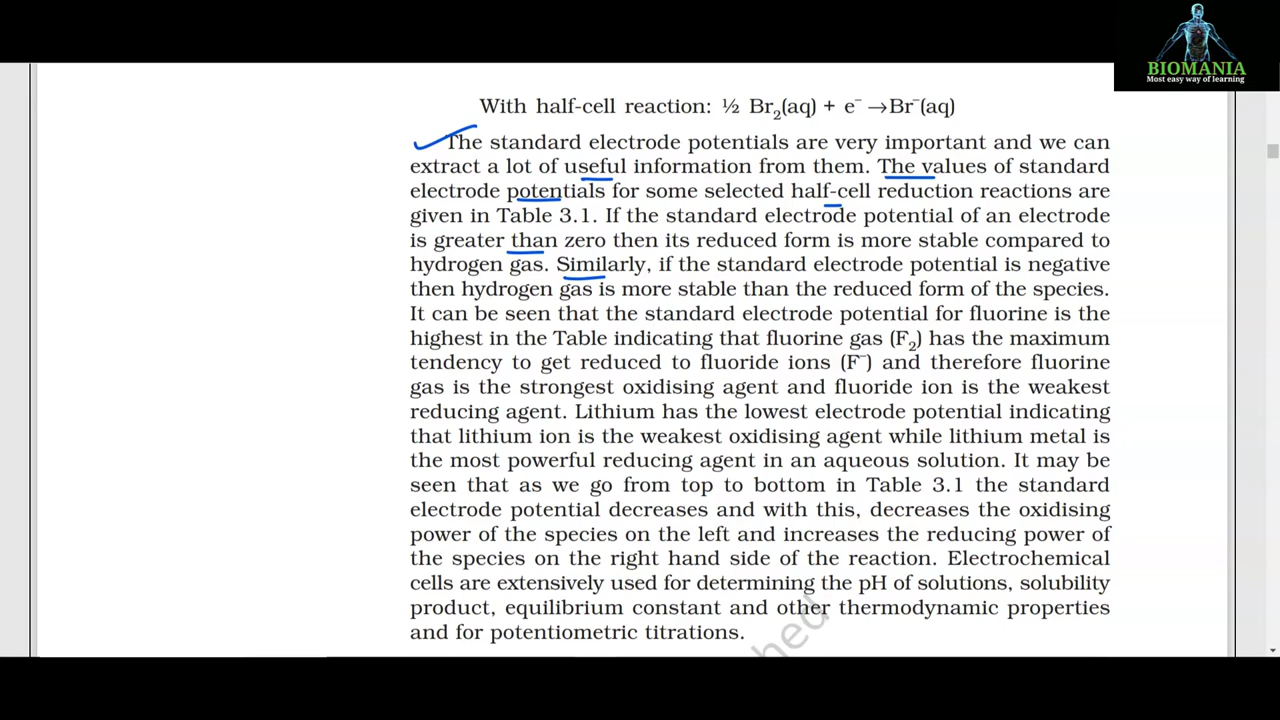 BIOMANIA
Most easy way of learning
With half-cell reaction: ½ Br₂(aq) + e⁻ →Br⁻(aq)
The standard electrode potentials are very important and we can
extract a lot of useful information from them. The values of standard
electrode potentials for some selected half-cell reduction reactions are
given in Table 3.1. If the standard electrode potential of an electrode
is greater than zero then its reduced form is more stable compared to
hydrogen gas. Similarly, if the standard electrode potential is negative
then hydrogen gas is more stable than the reduced form of the species.
It can be seen that the standard electrode potential for fluorine is the
highest in the Table indicating that fluorine gas (F₂) has the maximum
tendency to get reduced to fluoride ions (F⁻) and therefore fluorine
gas is the strongest oxidising agent and fluoride ion is the weakest
reducing agent. Lithium has the lowest electrode potential indicating
that lithium ion is the weakest oxidising agent while lithium metal is
the most powerful reducing agent in an aqueous solution. It may be
seen that as we go from top to bottom in Table 3.1 the standard
electrode potential decreases and with this, decreases the oxidising
power of the species on the left and increases the reducing power of
the species on the right hand side of the reaction. Electrochemical
cells are extensively used for determining the pH of solutions, solubility
product, equilibrium constant and other thermodynamic properties
and for potentiometric titrations.